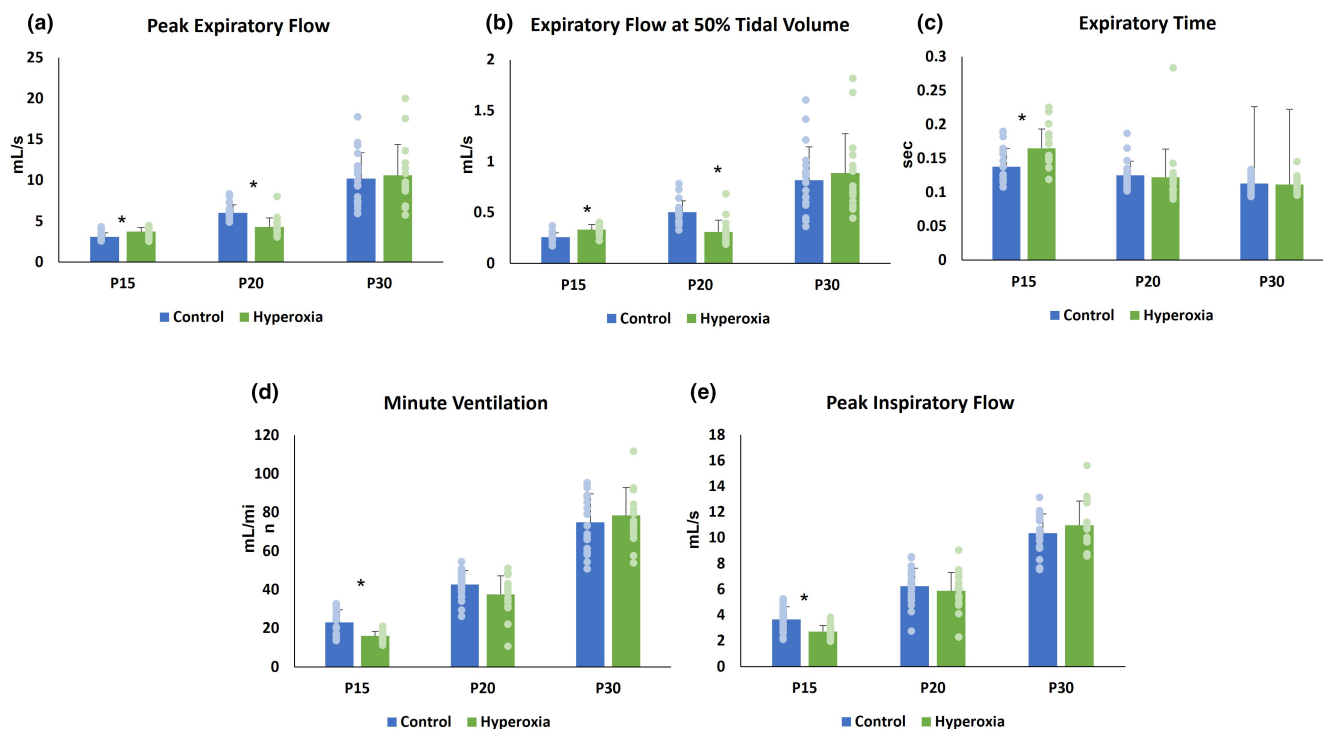 (a)
Peak Expiratory Flow
25
20
15
10
5
0
mL/s
*
*
P15 P20 P30
Control Hyperoxia
(b)
Expiratory Flow at 50% Tidal Volume
2
1.5
1
0.5
0
mL/s
*
*
P15 P20 P30
Control Hyperoxia
(c)
Expiratory Time
0.3
0.25
0.2
0.15
0.1
0.05
0
sec
*
P15 P20 P30
Control Hyperoxia
(d)
Minute Ventilation
120
100
80
60
40
20
0
mL/mi
n
*
P15 P20 P30
Control Hyperoxia
(e)
Peak Inspiratory Flow
18
16
14
12
10
8
6
4
2
0
mL/s
*
P15 P20 P30
Control Hyperoxia